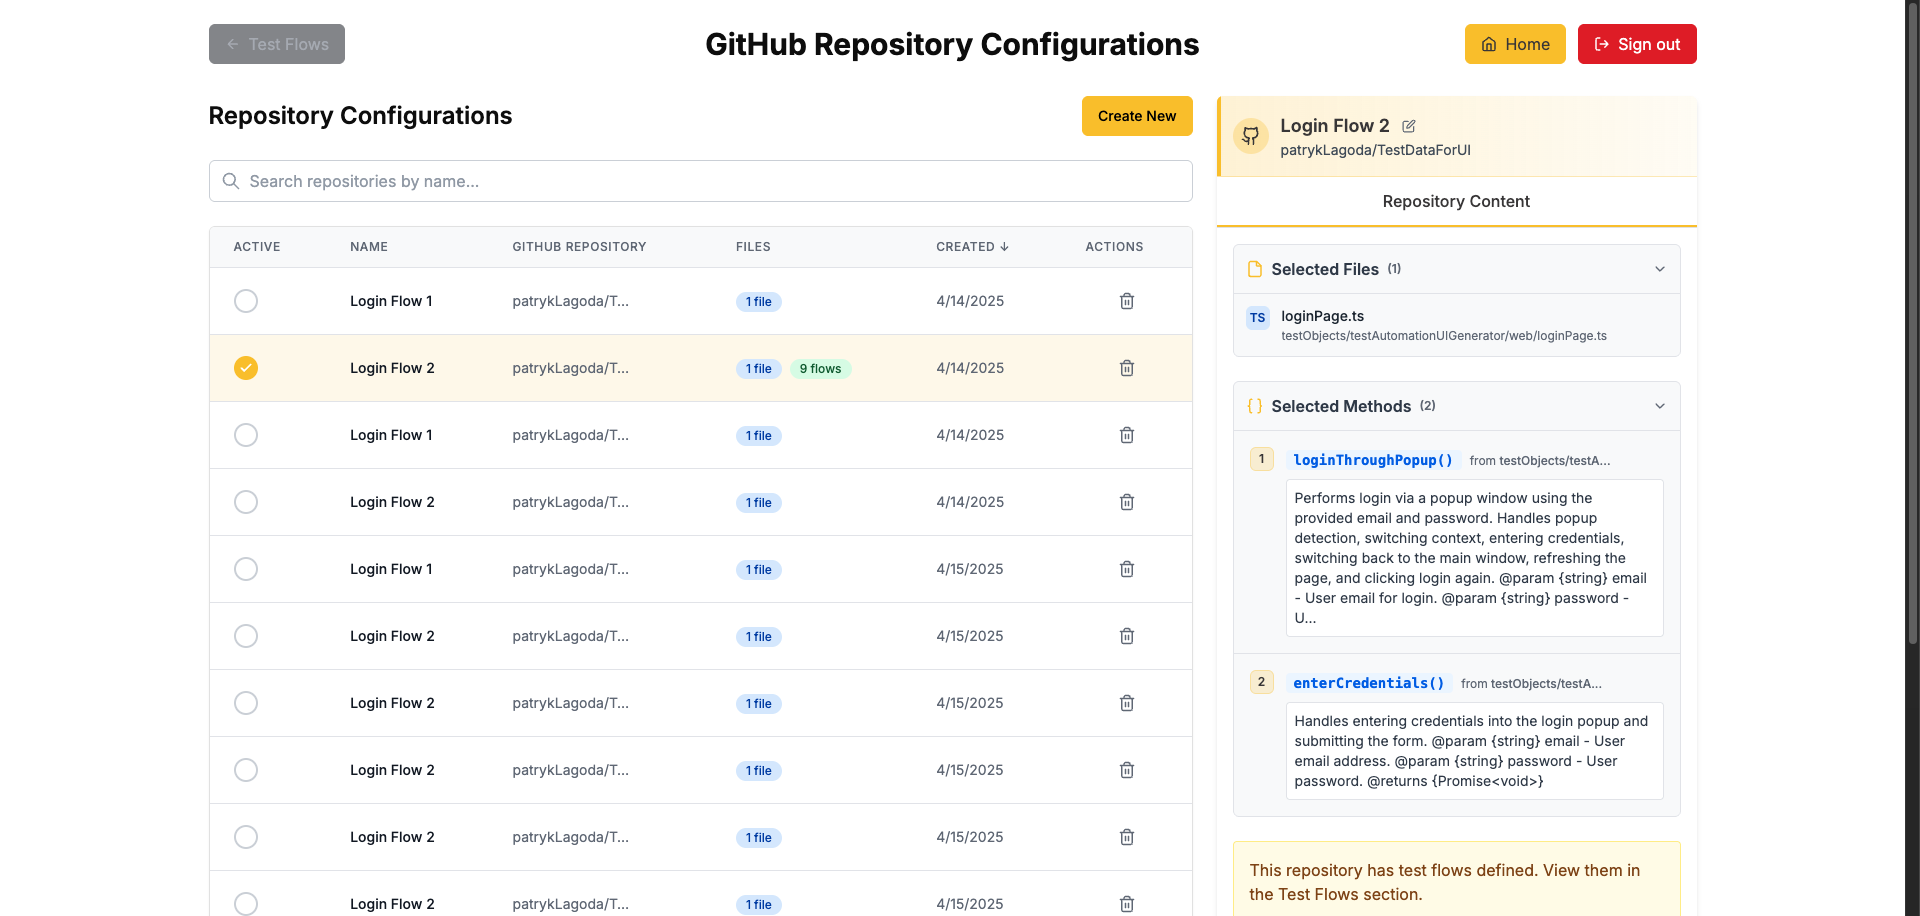 Test Flows
GitHub Repository Configurations
Home
Sign out
Repository Configurations
Create New
Search repositories by name...
ACTIVE NAME GITHUB REPOSITORY FILES CREATED ↓ ACTIONS
Login Flow 1 patrykLagoda/T... 1 file 4/14/2025
Login Flow 2 patrykLagoda/T... 1 file 9 flows 4/14/2025
Login Flow 1 patrykLagoda/T... 1 file 4/14/2025
Login Flow 2 patrykLagoda/T... 1 file 4/14/2025
Login Flow 1 patrykLagoda/T... 1 file 4/15/2025
Login Flow 2 patrykLagoda/T... 1 file 4/15/2025
Login Flow 2 patrykLagoda/T... 1 file 4/15/2025
Login Flow 2 patrykLagoda/T... 1 file 4/15/2025
Login Flow 2 patrykLagoda/T... 1 file 4/15/2025
Login Flow 2 patrykLagoda/T... 1 file 4/15/2025
Login Flow 2
patrykLagoda/TestDataForUI
Repository Content
Selected Files (1)
TS loginPage.ts
testObjects/testAutomationUIGenerator/web/loginPage.ts
{ } Selected Methods (2)
1 loginThroughPopup() from testObjects/testA...
Performs login via a popup window using the
provided email and password. Handles popup
detection, switching context, entering credentials,
switching back to the main window, refreshing the
page, and clicking login again. @param {string} email
- User email for login. @param {string} password -
U...
2 enterCredentials() from testObjects/testA...
Handles entering credentials into the login popup and
submitting the form. @param {string} email - User
email address. @param {string} password - User
password. @returns {Promise<void>}
This repository has test flows defined. View them in
the Test Flows section.